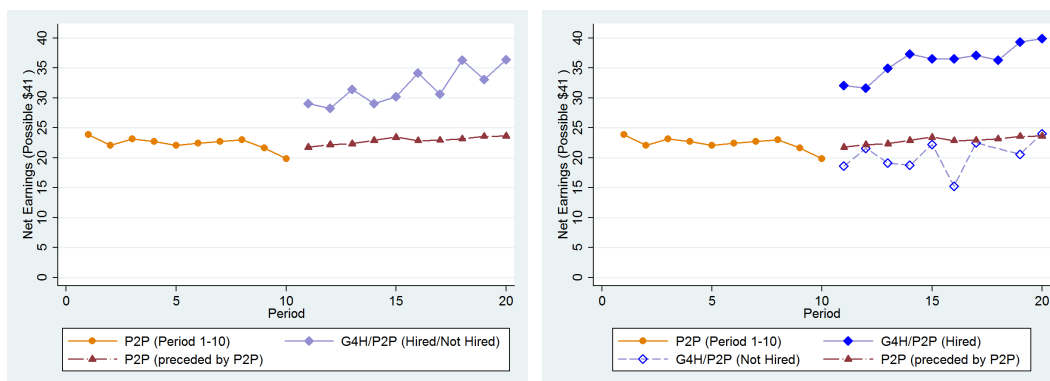 Net Earnings (Possible $41 )
40
35
30
25
20
15
10
5
0
0 5 10 15 20
Period
P2P (Period 1-10) G4H/P2P (Hired/Not Hired)
P2P (preceded by P2P)
Net Earnings (Possible $41 )
40
35
30
25
20
15
10
5
0
0 5 10 15 20
Period
P2P (Period 1-10) G4H/P2P (Hired)
G4H/P2P (Not Hired) P2P (preceded by P2P)